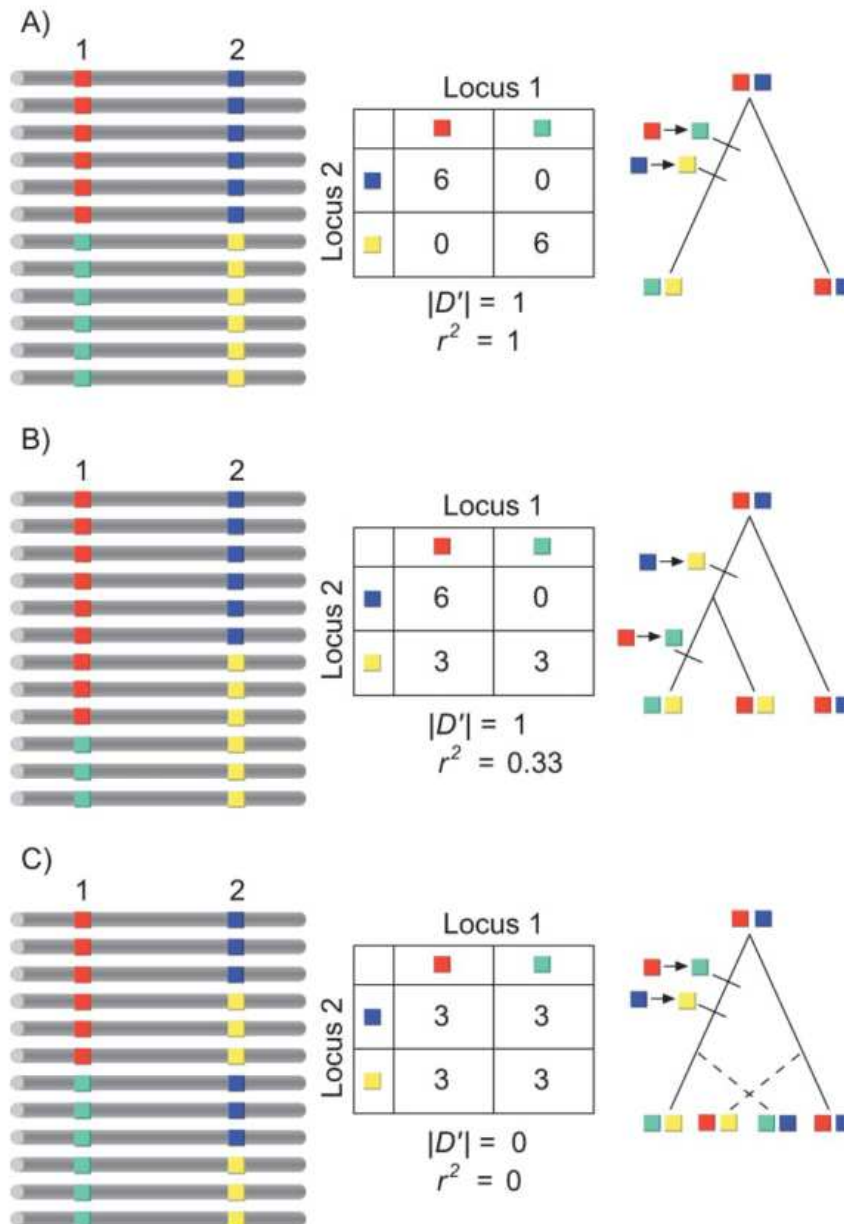 A)
1 2
Locus 1
Locus 2
6 0
0 6
|D'| = 1
r² = 1
B)
1 2
Locus 1
Locus 2
6 0
3 3
|D'| = 1
r² = 0.33
C)
1 2
Locus 1
Locus 2
3 3
3 3
|D'| = 0
r² = 0